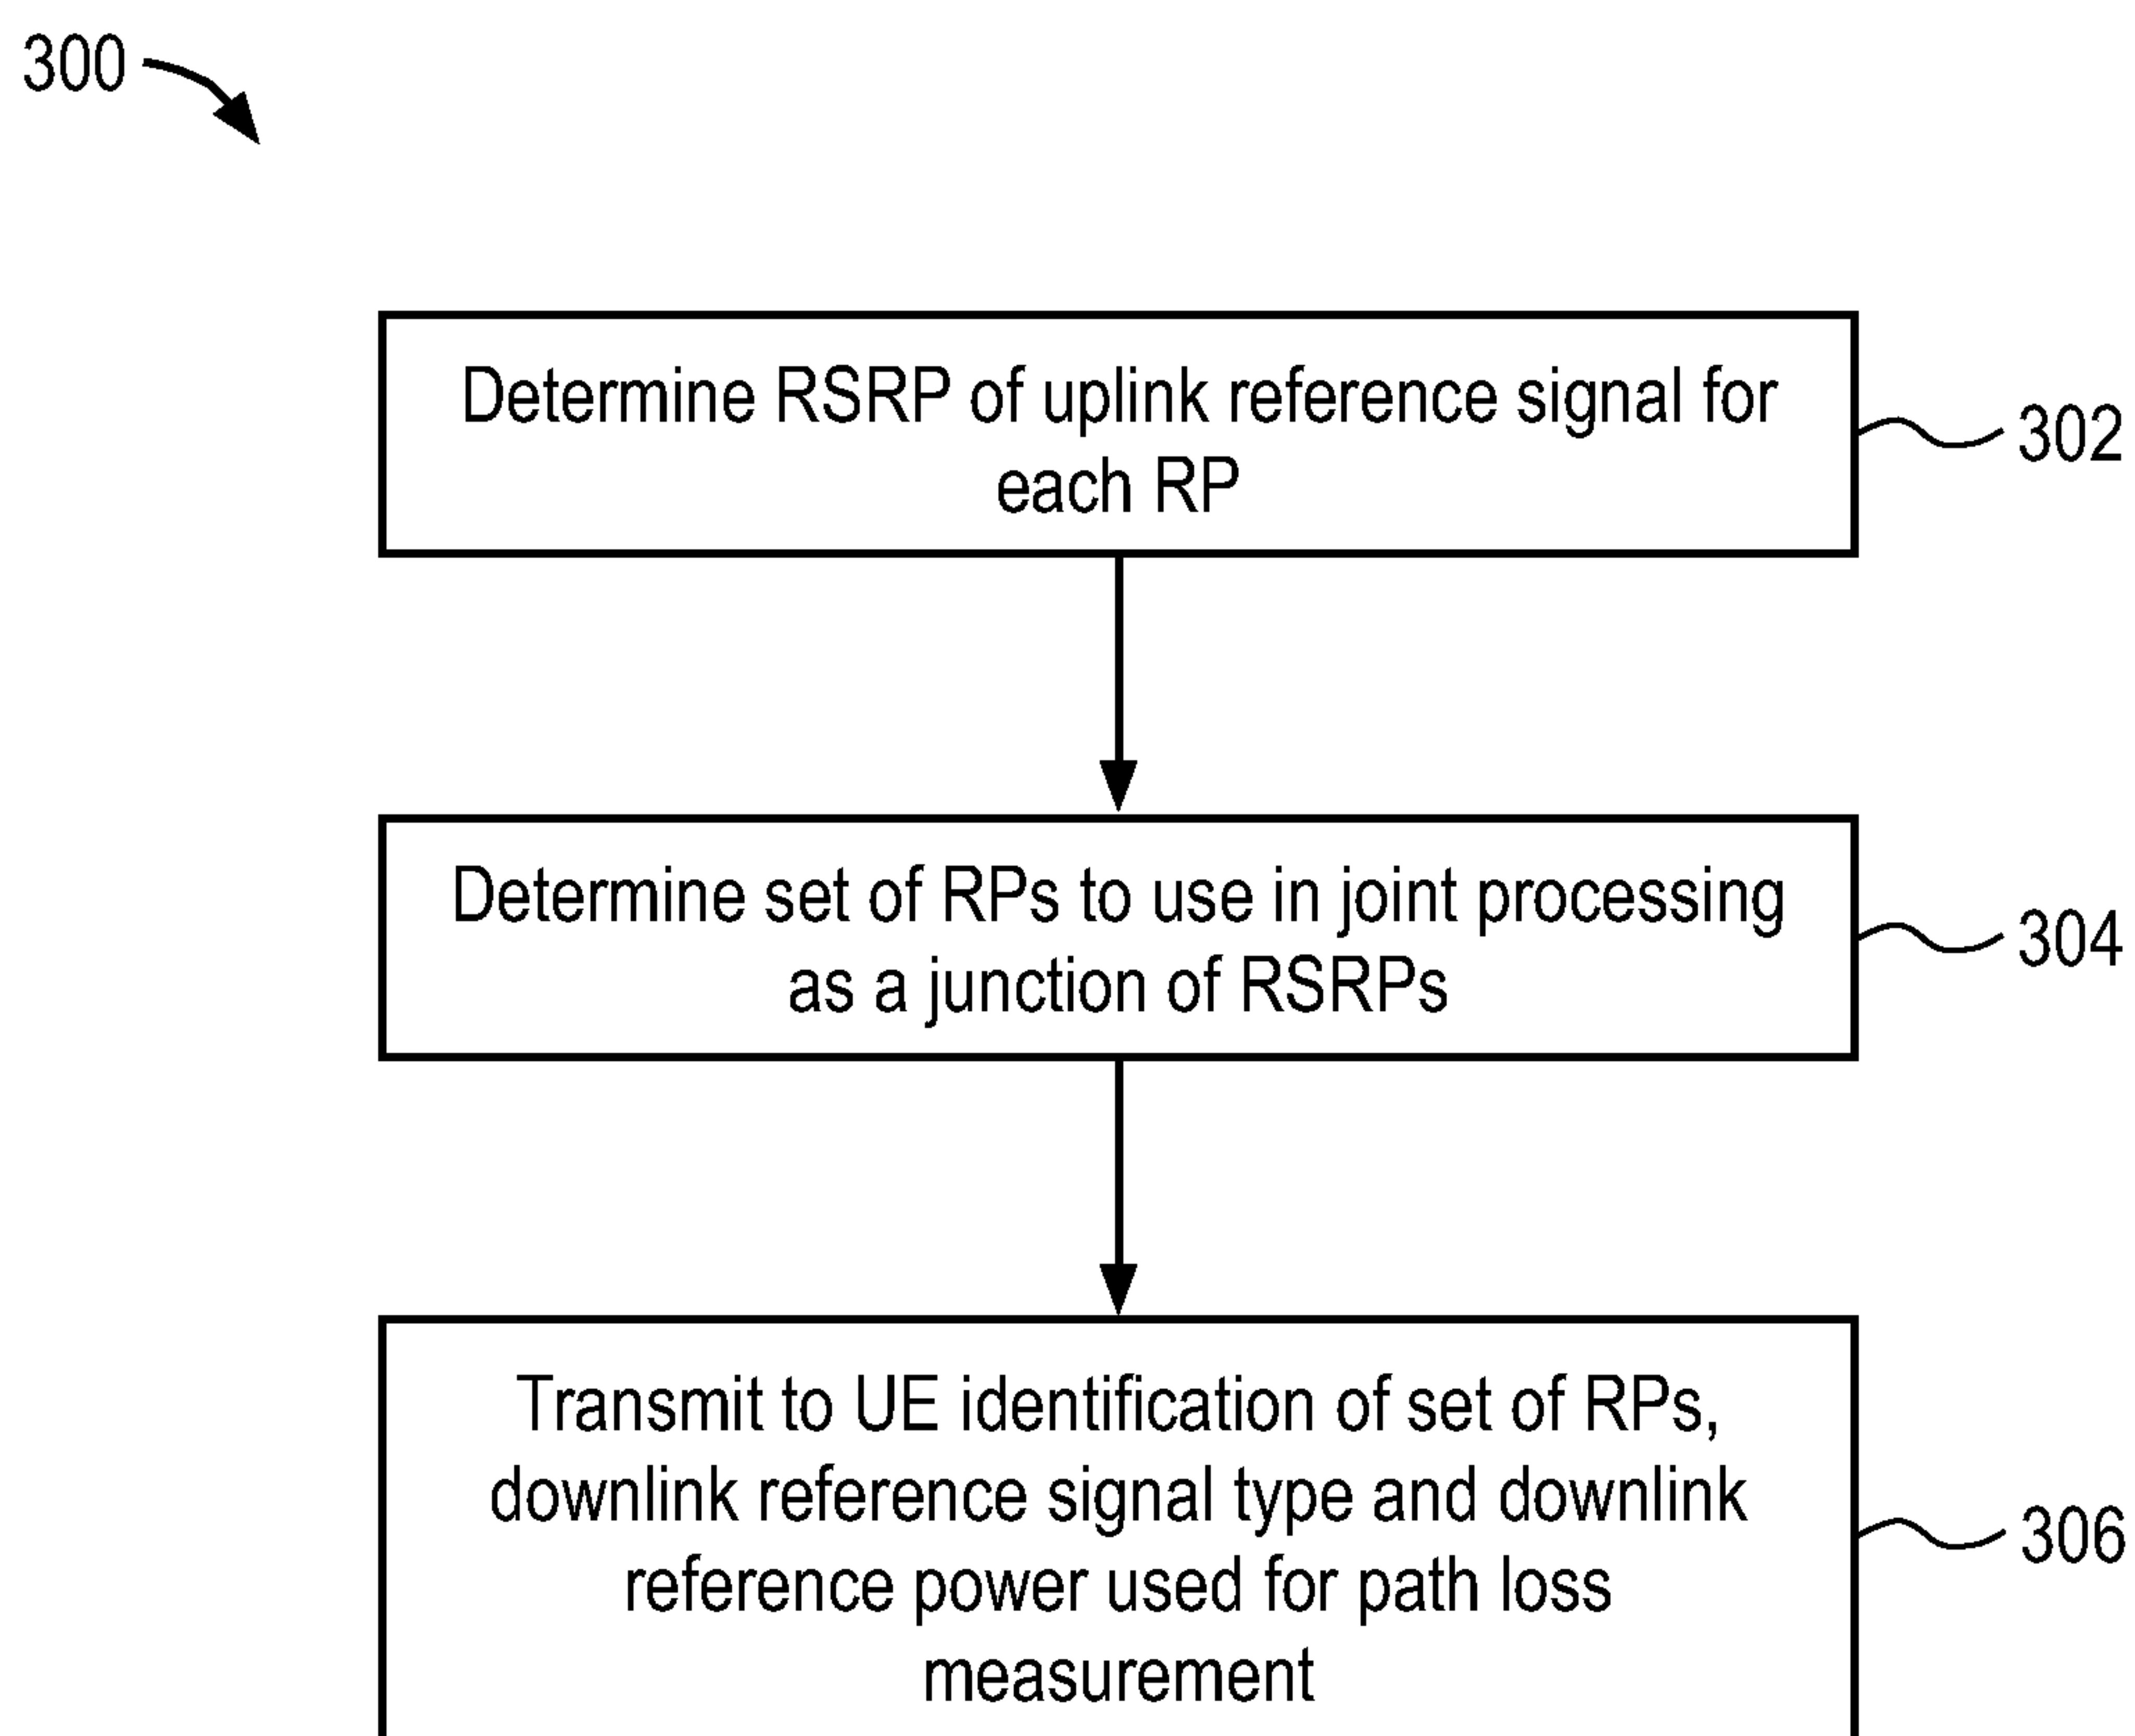 300
Determine RSRP of uplink reference signal for
each RP
302
Determine set of RPs to use in joint processing
as a junction of RSRPs
304
Transmit to UE identification of set of RPs,
downlink reference signal type and downlink
reference power used for path loss
measurement
306